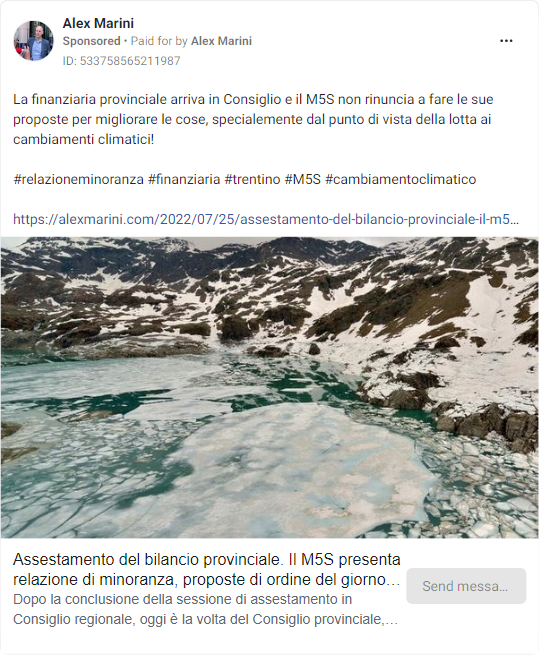 Alex Marini
Sponsored • Paid for by Alex Marini
ID: 533758565211987
La finanziaria provinciale arriva in Consiglio e il M5S non rinuncia a fare le sue
proposte per migliorare le cose, specialemente dal punto di vista della lotta ai
cambiamenti climatici!
#relazioneminoranza #finanziaria #trentino #M5S #cambiamentoclimatico
https://alexmarini.com/2022/07/25/assestamento-del-bilancio-provinciale-il-m5...
Assestamento del bilancio provinciale. Il M5S presenta
relazione di minoranza, proposte di ordine del giorno...
Dopo la conclusione della sessione di assestamento in
Consiglio regionale, oggi è la volta del Consiglio provinciale,...
Send messa...